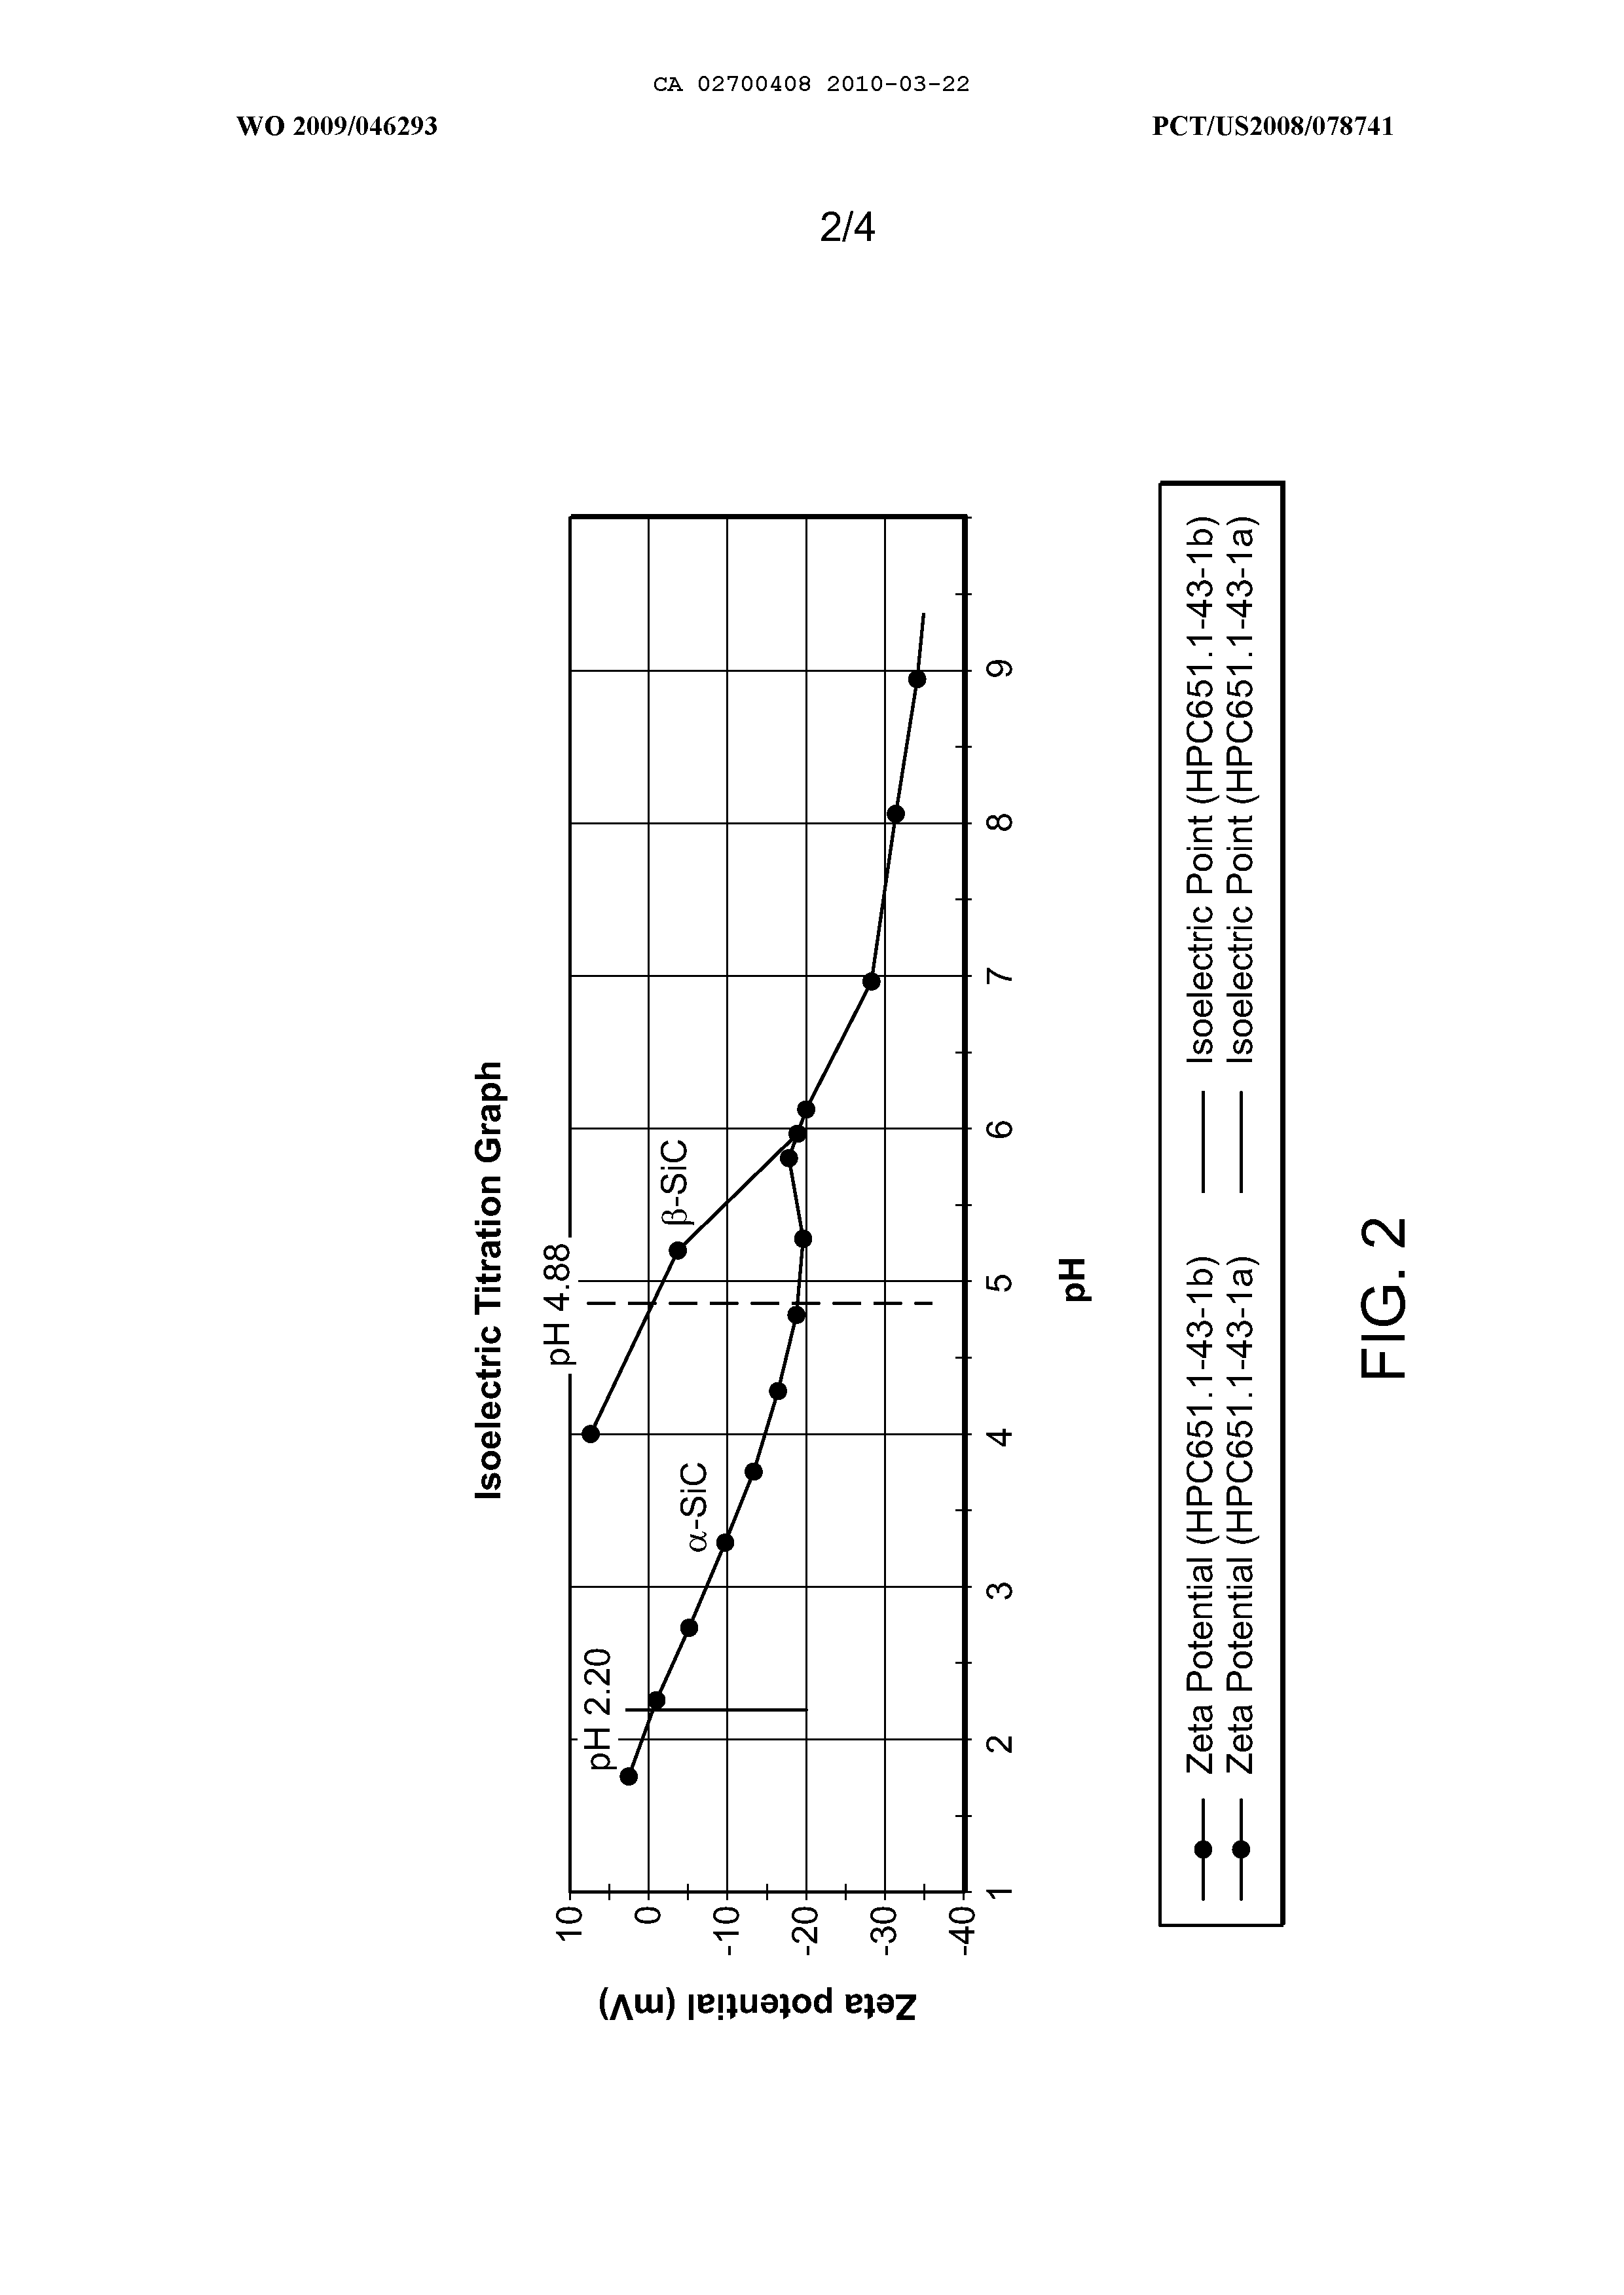 CA 02700408 2010-03-22
WO 2009/046293
PCT/US2008/078741
2/4
Isoelectric Titration Graph
pH 2.20
pH 4.88
α-SiC
β-SiC
Zeta potential (mV)
10
0
-10
-20
-30
-40
1
2
3
4
5
6
7
8
9
pH
Zeta Potential (HPC651.1-43-1b)
Isoelectric Point (HPC651.1-43-1b)
Zeta Potential (HPC651.1-43-1a)
Isoelectric Point (HPC651.1-43-1a)
FIG. 2